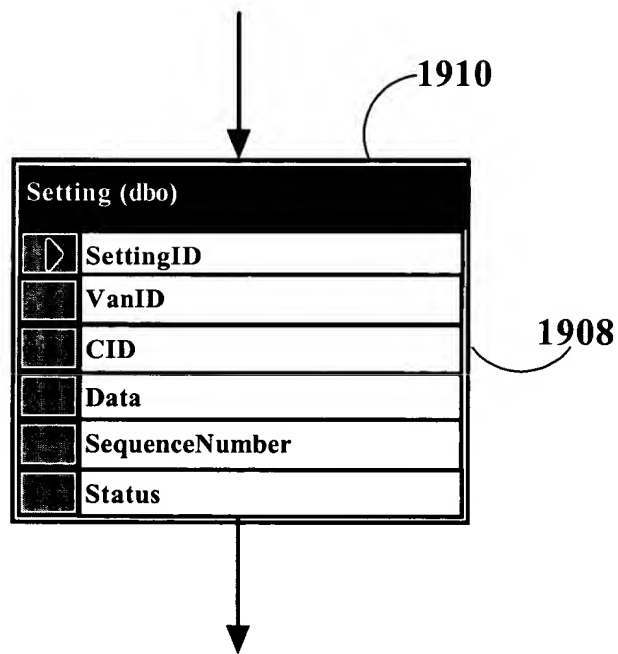 1910
Setting (dbo)
SettingID
VanID
CID
1908
Data
SequenceNumber
Status